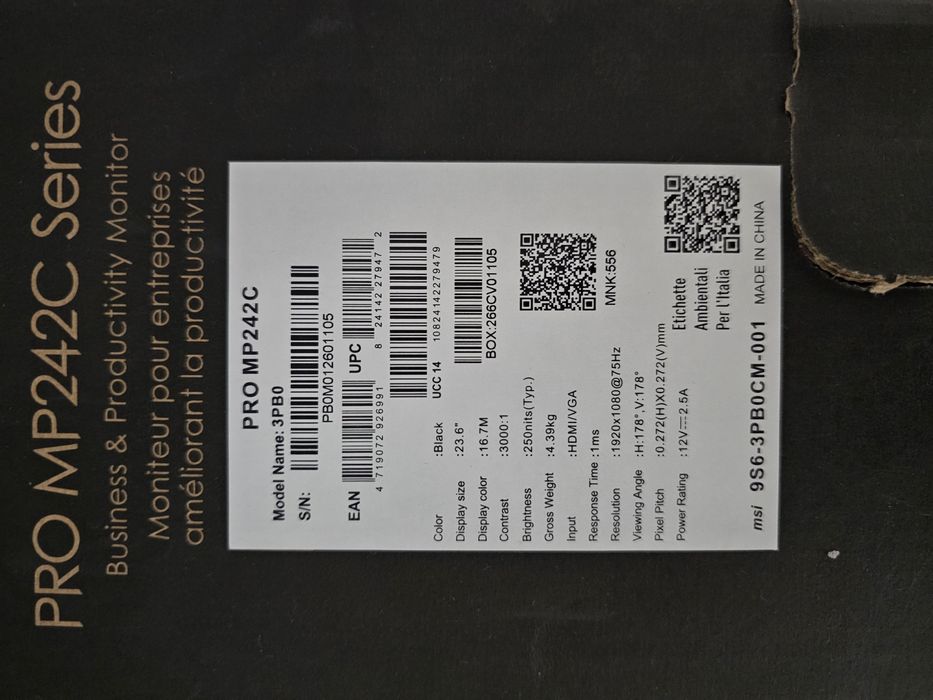 PRO MP242C Series
Business & Productivity Monitor
Moniteur pour entreprises
améliorant la productivité
PRO MP242C
Model Name: 3PB0
S/N:
PB0M012601105
EAN
4 719072 926991
UPC
8 24142 27947 2
UCC 14
10824142279479
BOX:266CV01105
MNK:556
Color :Black
Display size :23.6"
Display color :16.7M
Contrast :3000:1
Brightness :250nits(Typ.)
Gross Weight :4.39kg
Input :HDMI/VGA
Response Time :1ms
Resolution :1920x1080@75Hz
Viewing Angle :H:178°,V:178°
Pixel Pitch :0.272(H)X0.272(V)mm
Power Rating :12V⎓2.5A
Etichette
Ambientali
Per l'Italia
msi 9S6-3PB0CM-001 MADE IN CHINA